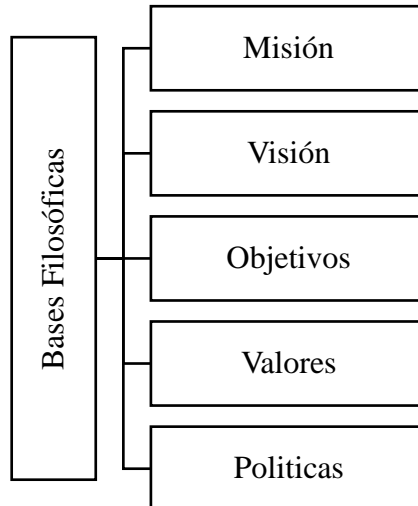 Bases Filosóficas
Misión
Visión
Objetivos
Valores
Politicas